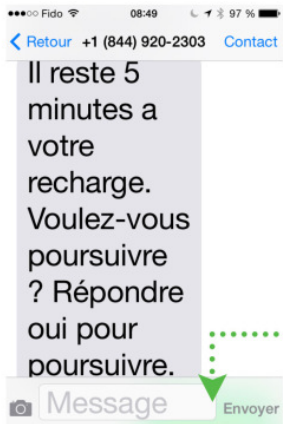 Fido 08:49 97 %
Retour +1 (844) 920-2303 Contact
Il reste 5
minutes a
votre
recharge.
Voulez-vous
poursuivre
? Répondre
oui pour
poursuivre.
Message Envoyer